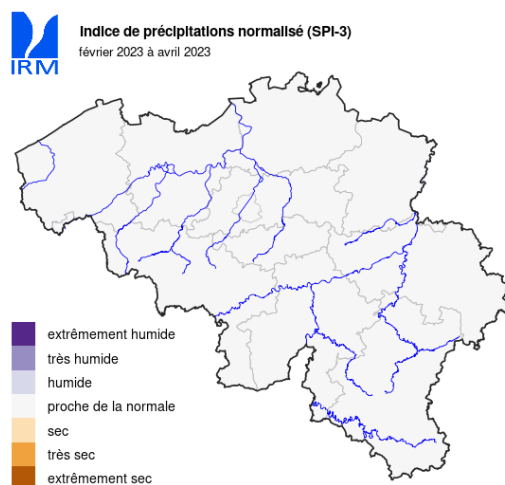 Indice de précipitations normalisé (SPI-3)
février 2023 à avril 2023
IRM
extrêmement humide
très humide
humide
proche de la normale
sec
très sec
extrêmement sec